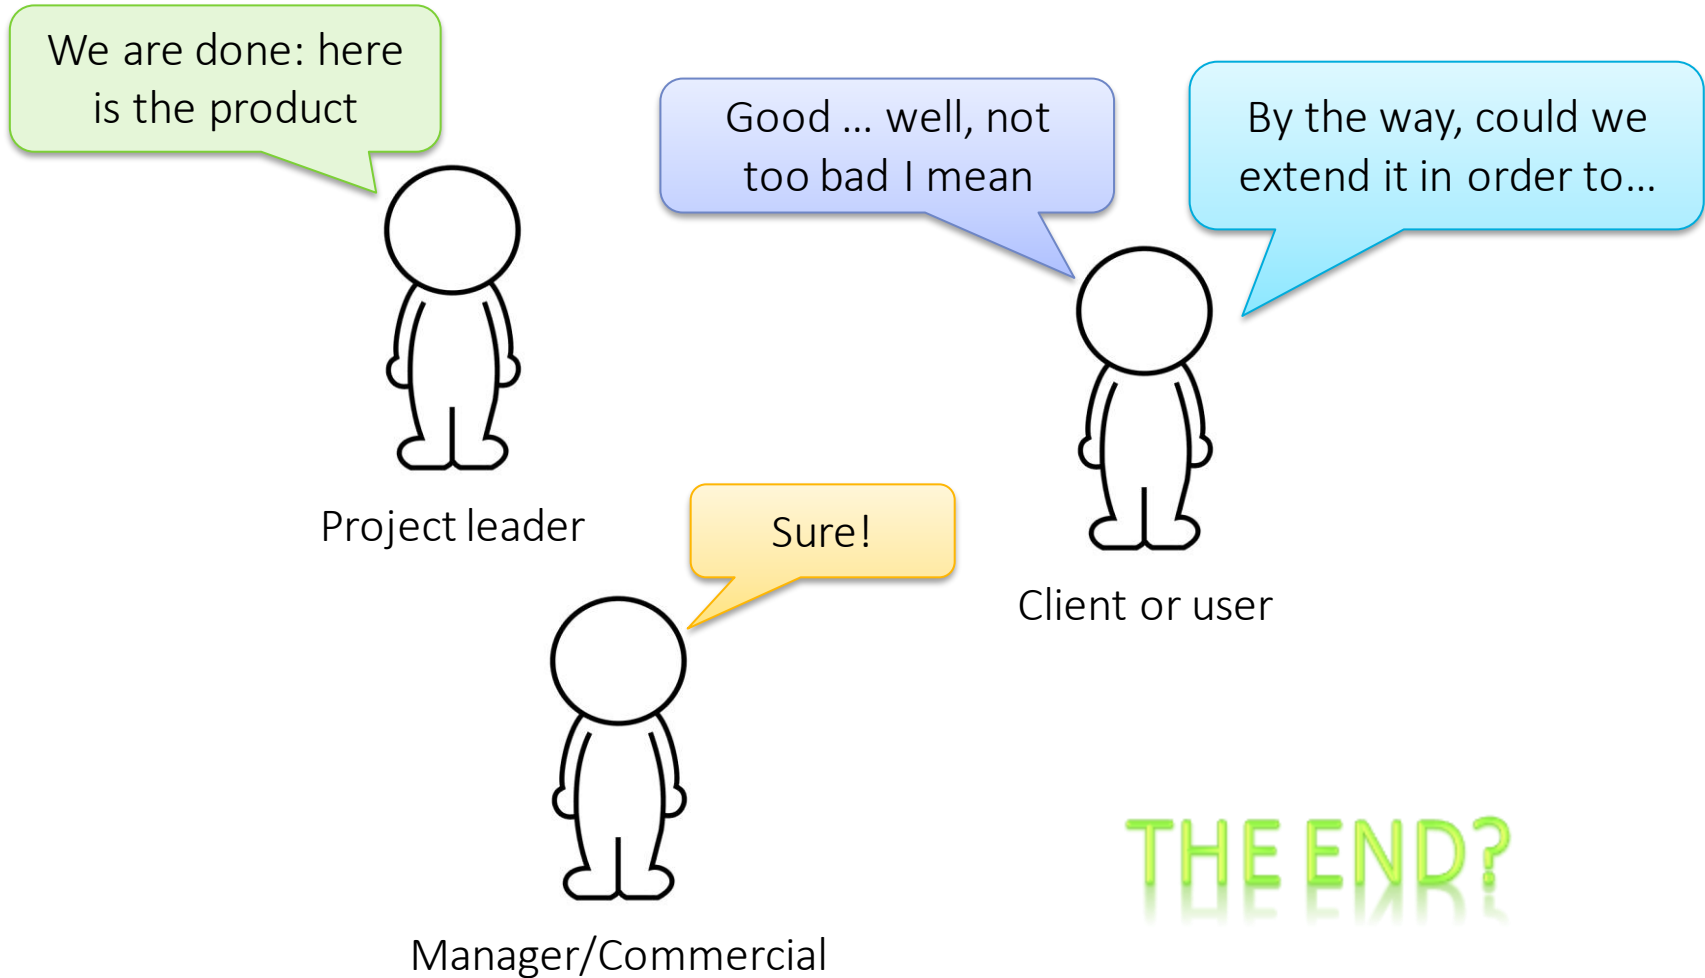 We are done: here
is the product
Good ... well, not
too bad I mean
By the way, could we
extend it in order to...
Project leader
Sure!
Client or user
Manager/Commercial
THE END?